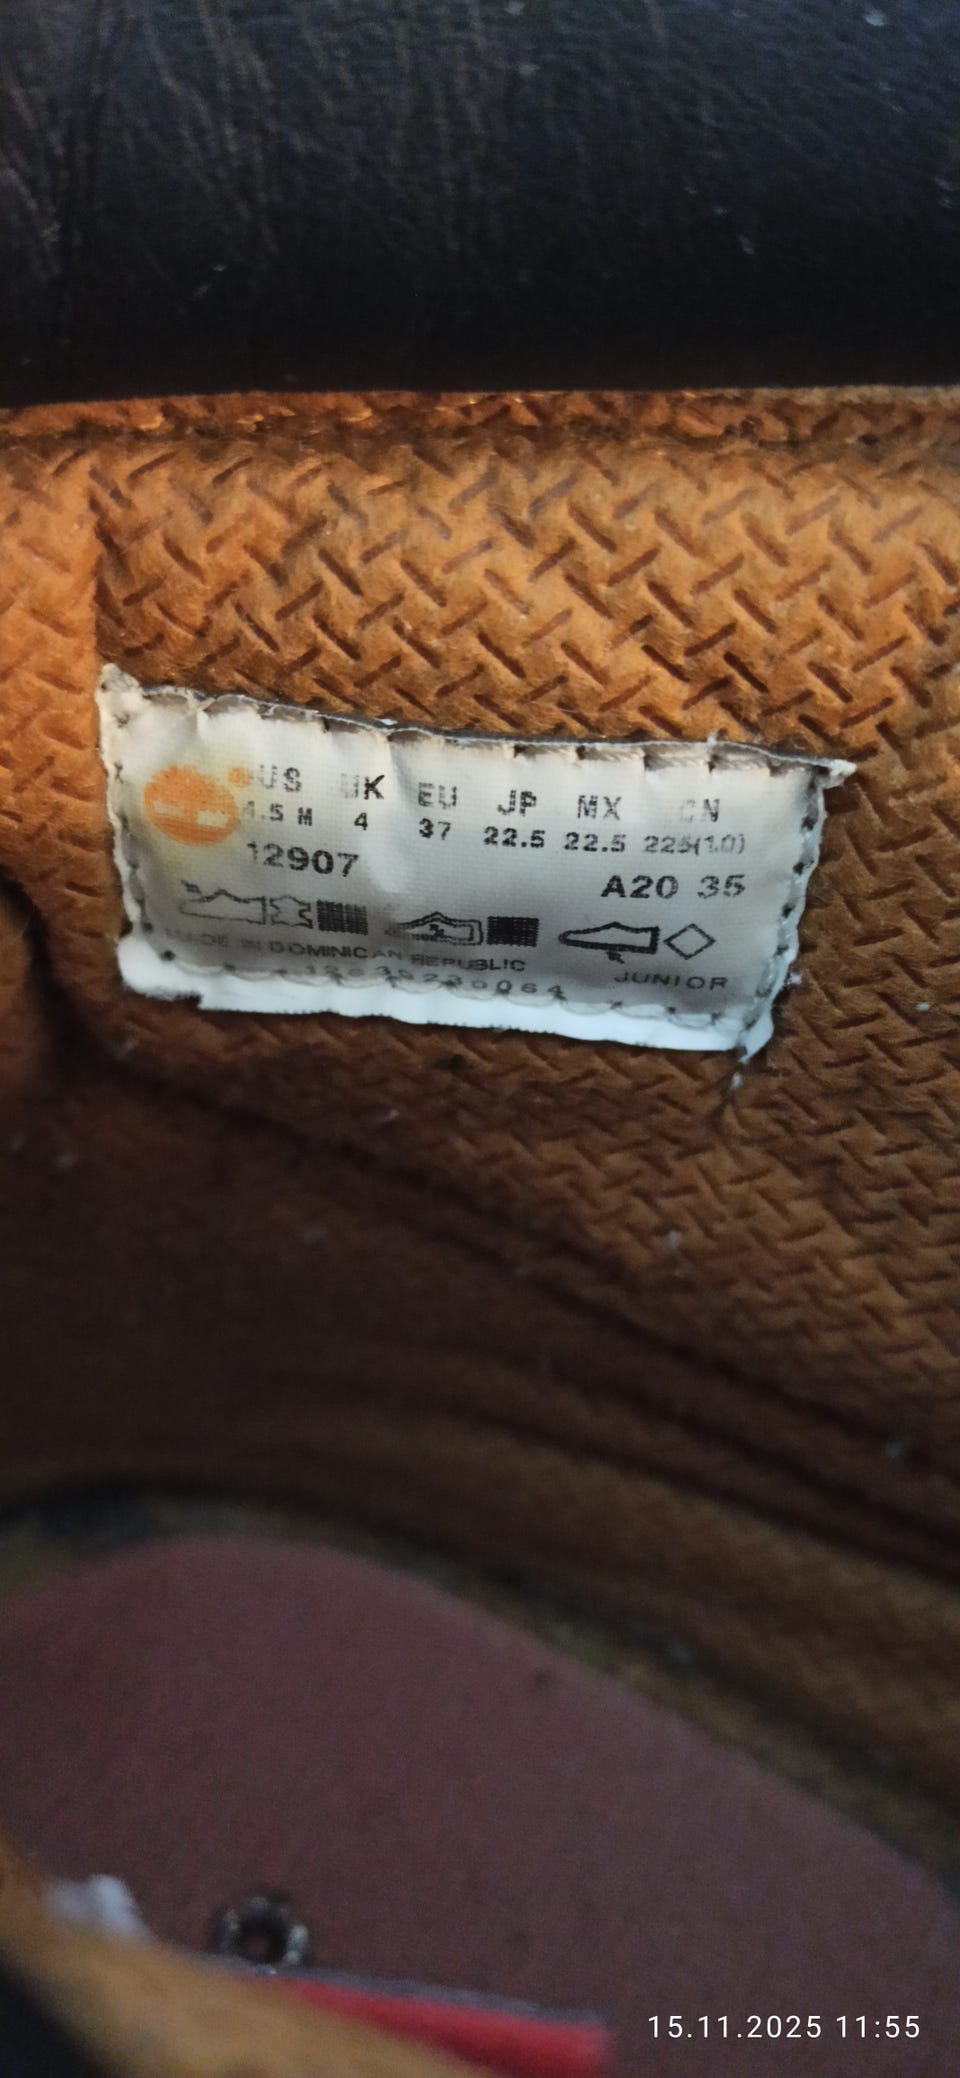 US UK EU JP MX CN
4.5 M 4 37 22.5 22.5 225(1.0)
12907
A20 35
MADE IN DOMINICAN REPUBLIC
JUNIOR
15.11.2025 11:55